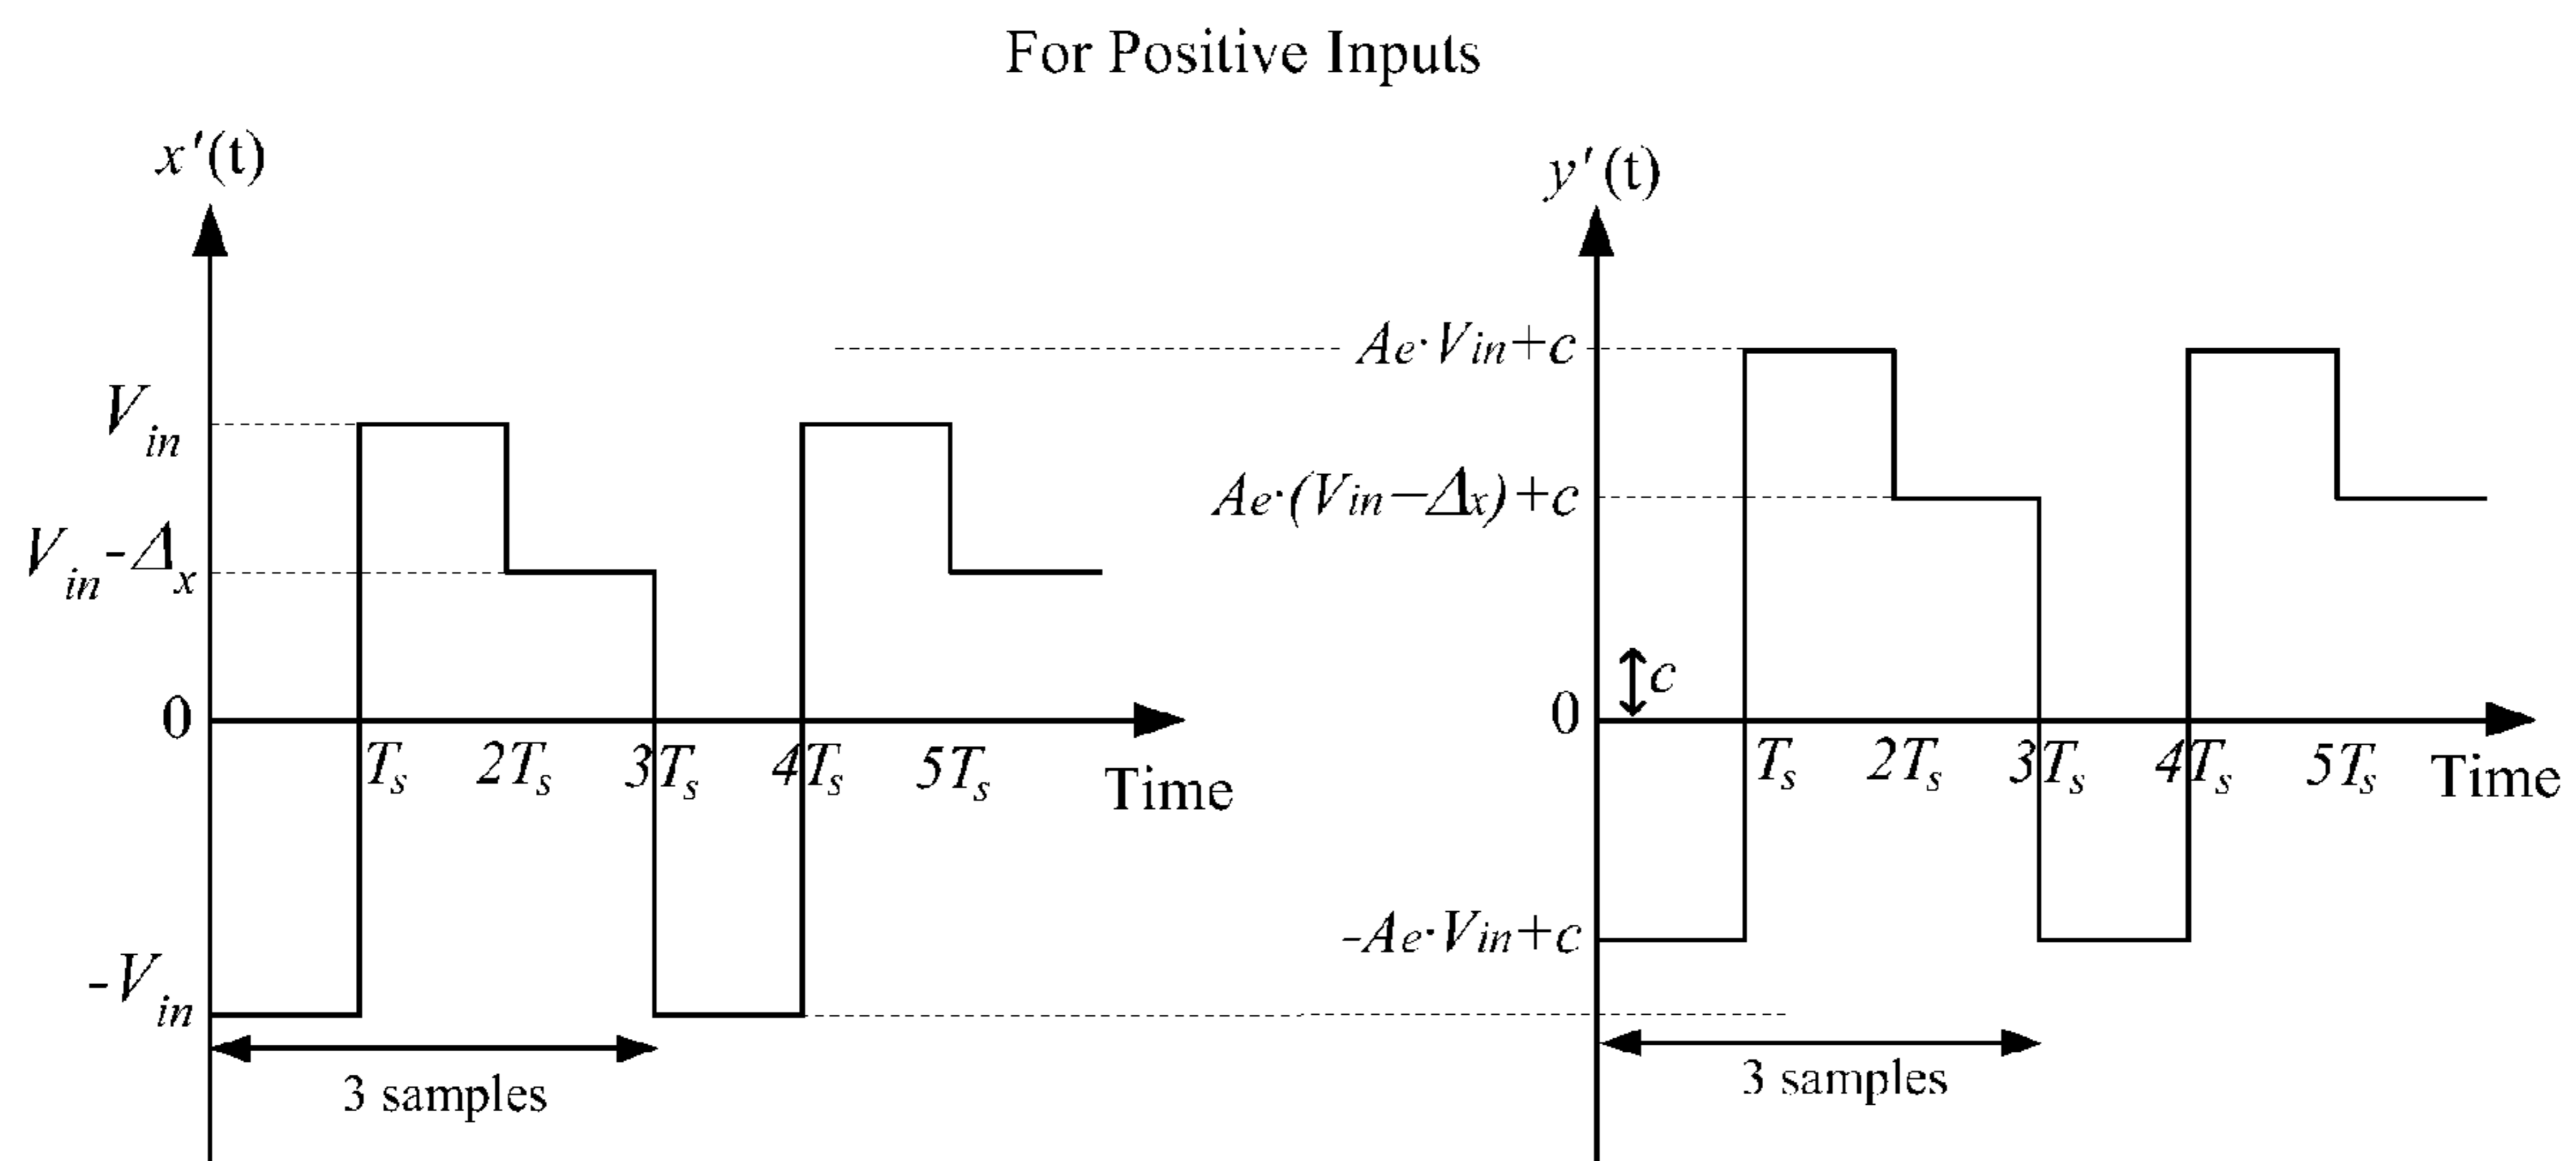 For Positive Inputs
x'(t)
V_in
V_in-Δ_x
0
-V_in
T_s
2T_s
3T_s
4T_s
5T_s
Time
3 samples
y'(t)
Ae·Vin+c
Ae·(Vin−Δx)+c
c
0
-Ae·Vin+c
T_s
2T_s
3T_s
4T_s
5T_s
Time
3 samples